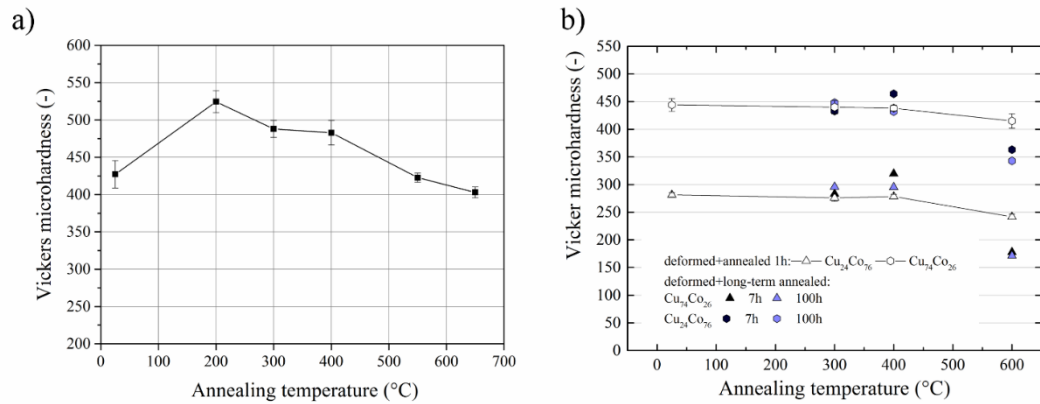 a)
600
550
500
450
400
350
300
250
200
Vickers microhardness (-)
0 100 200 300 400 500 600 700
Annealing temperature (°C)
b)
550
500
450
400
350
300
250
200
150
100
50
0
Vicker microhardness (-)
deformed+annealed 1h: Cu₂₄Co₇₆ Cu₇₄Co₂₆
deformed+long-term annealed:
Cu₇₄Co₂₆ 7h 100h
Cu₂₄Co₇₆ 7h 100h
0 100 200 300 400 500 600
Annealing temperature (°C)